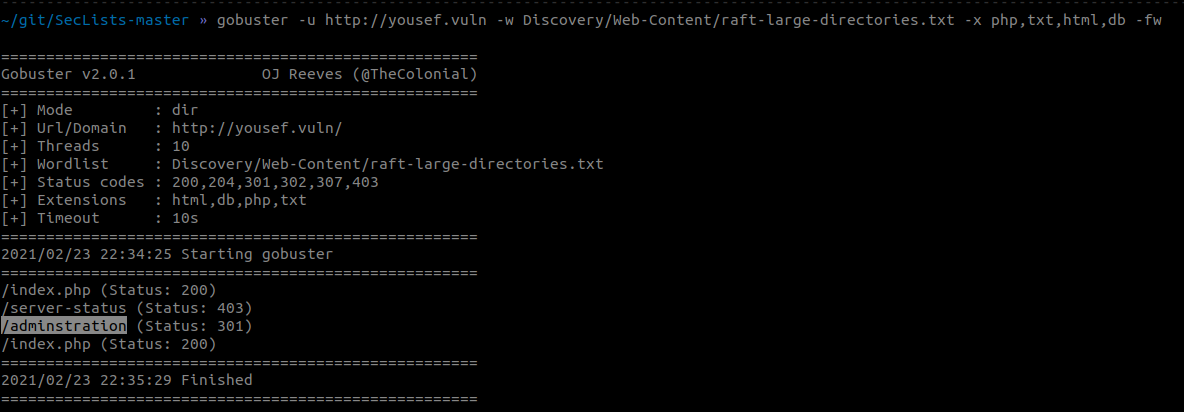 ~/git/SecLists-master » gobuster -u http://yousef.vuln -w Discovery/Web-Content/raft-large-directories.txt -x php,txt,html,db -fw
=====================================================
Gobuster v2.0.1              OJ Reeves (@TheColonial)
=====================================================
[+] Mode         : dir
[+] Url/Domain   : http://yousef.vuln/
[+] Threads      : 10
[+] Wordlist     : Discovery/Web-Content/raft-large-directories.txt
[+] Status codes : 200,204,301,302,307,403
[+] Extensions   : html,db,php,txt
[+] Timeout      : 10s
=====================================================
2021/02/23 22:34:25 Starting gobuster
=====================================================
/index.php (Status: 200)
/server-status (Status: 403)
/adminstration (Status: 301)
/index.php (Status: 200)
=====================================================
2021/02/23 22:35:29 Finished
=====================================================